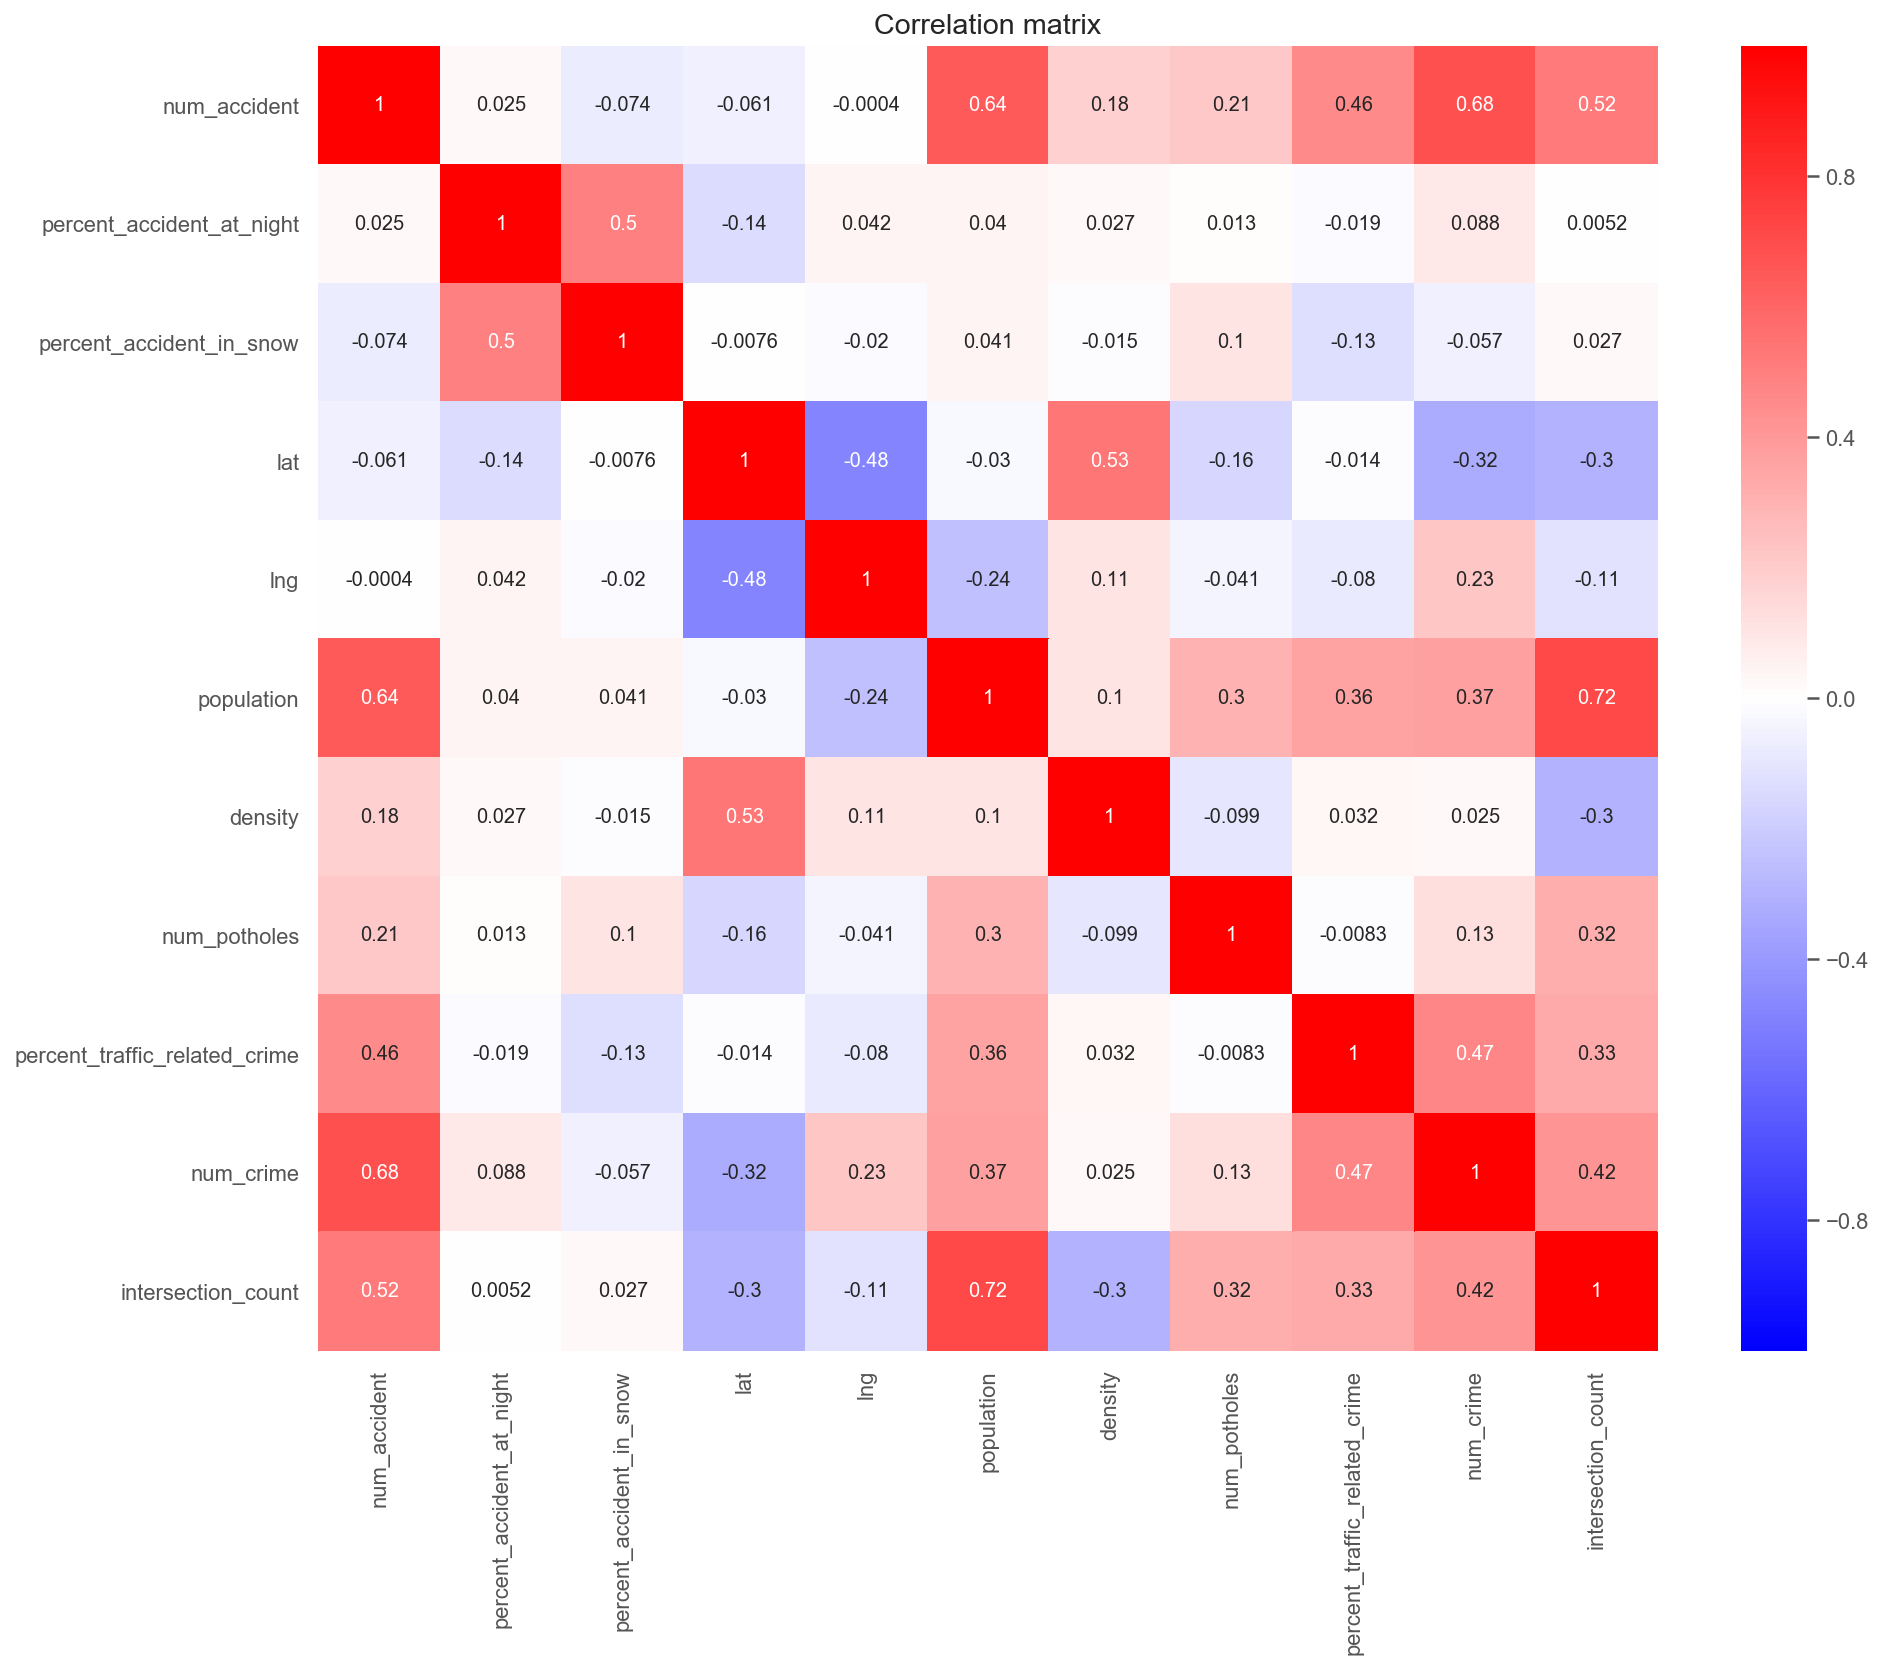 Correlation matrix
num_accident 1 0.025 -0.074 -0.061 -0.0004 0.64 0.18 0.21 0.46 0.68 0.52
percent_accident_at_night 0.025 1 0.5 -0.14 0.042 0.04 0.027 0.013 -0.019 0.088 0.0052
percent_accident_in_snow -0.074 0.5 1 -0.0076 -0.02 0.041 -0.015 0.1 -0.13 -0.057 0.027
lat -0.061 -0.14 -0.0076 1 -0.48 -0.03 0.53 -0.16 -0.014 -0.32 -0.3
lng -0.0004 0.042 -0.02 -0.48 1 -0.24 0.11 -0.041 -0.08 0.23 -0.11
population 0.64 0.04 0.041 -0.03 -0.24 1 0.1 0.3 0.36 0.37 0.72
density 0.18 0.027 -0.015 0.53 0.11 0.1 1 -0.099 0.032 0.025 -0.3
num_potholes 0.21 0.013 0.1 -0.16 -0.041 0.3 -0.099 1 -0.0083 0.13 0.32
percent_traffic_related_crime 0.46 -0.019 -0.13 -0.014 -0.08 0.36 0.032 -0.0083 1 0.47 0.33
num_crime 0.68 0.088 -0.057 -0.32 0.23 0.37 0.025 0.13 0.47 1 0.42
intersection_count 0.52 0.0052 0.027 -0.3 -0.11 0.72 -0.3 0.32 0.33 0.42 1
num_accident
percent_accident_at_night
percent_accident_in_snow
lat
lng
population
density
num_potholes
percent_traffic_related_crime
num_crime
intersection_count
0.8
0.4
0.0
−0.4
−0.8